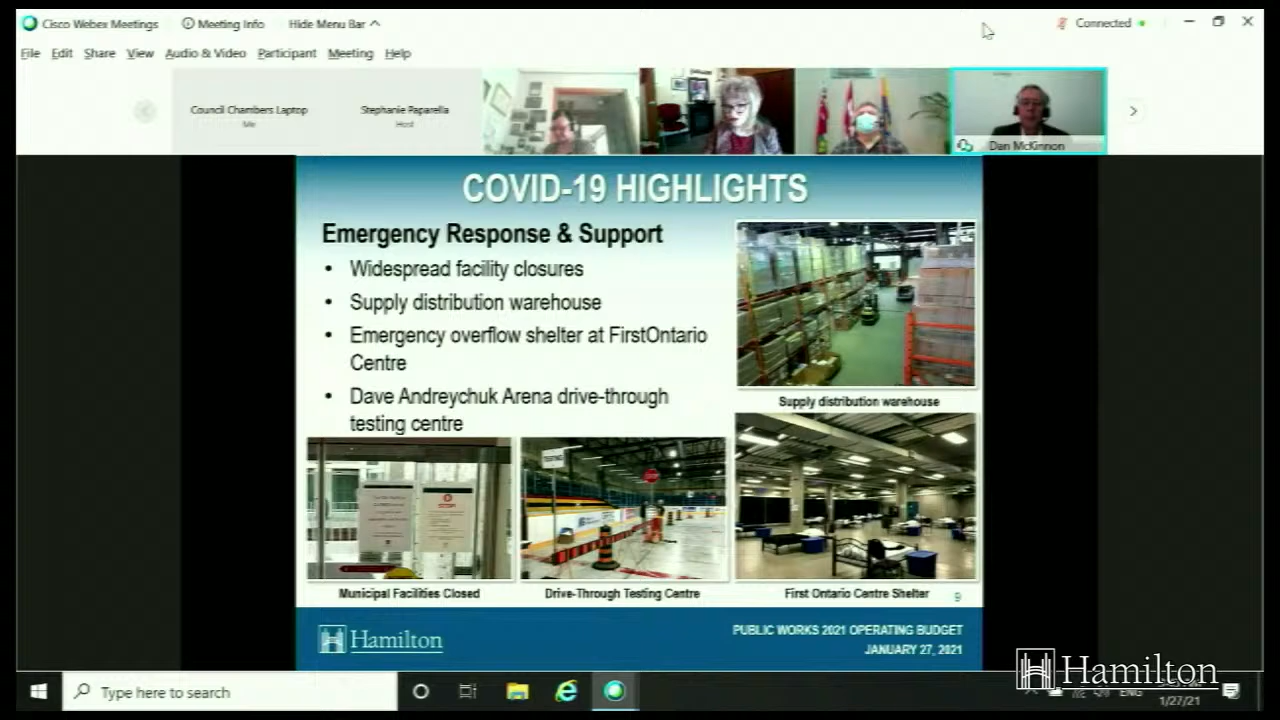 Cisco Webex Meetings
Meeting Info
Hide Menu Bar
Connected
File Edit Share View Audio & Video Participant Meeting Help
Council Chambers Laptop
Me
Stephanie Paparella
Host
Dan McKinnon
COVID-19 HIGHLIGHTS
Emergency Response & Support
• Widespread facility closures
• Supply distribution warehouse
• Emergency overflow shelter at FirstOntario
Centre
• Dave Andreychuk Arena drive-through
testing centre
Supply distribution warehouse
STOP
Municipal Facilities Closed
Drive-Through Testing Centre
First Ontario Centre Shelter
9
Hamilton
PUBLIC WORKS 2021 OPERATING BUDGET
JANUARY 27, 2021
Hamilton
Type here to search
ENG
1/27/21